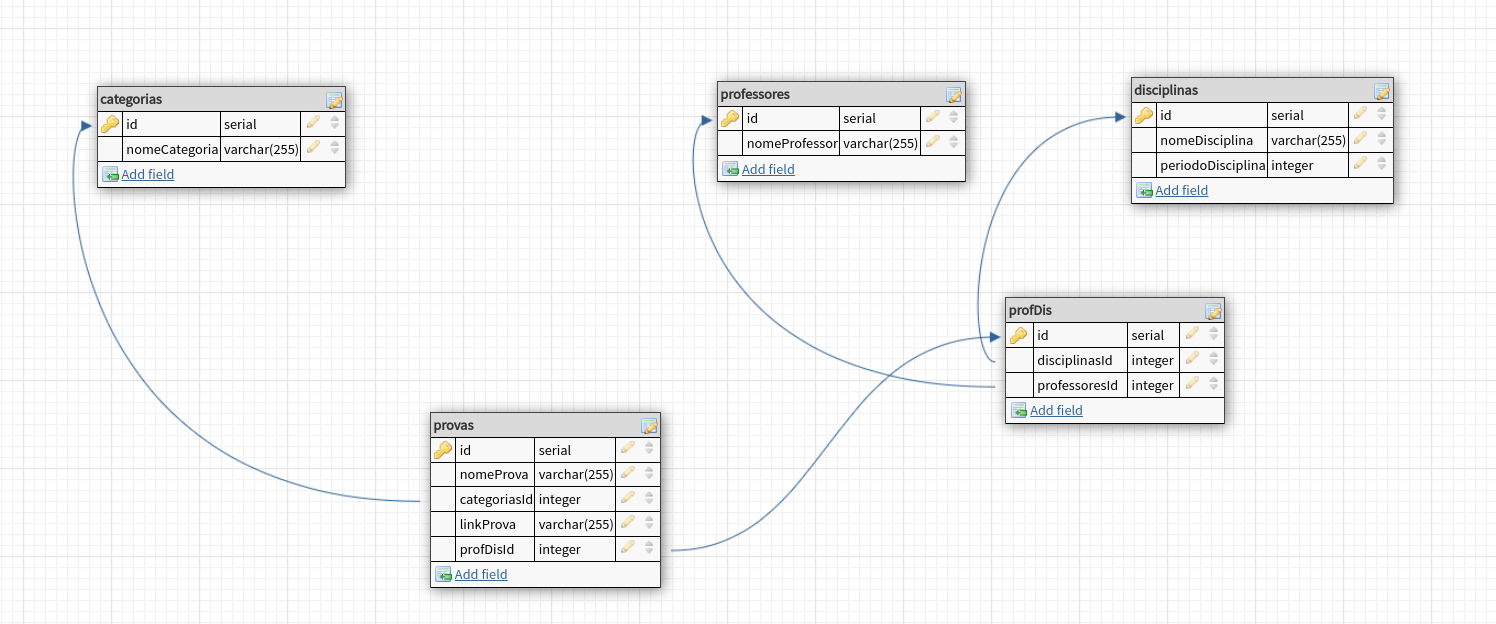 categorias
id serial
nomeCategoria varchar(255)
Add field
professores
id serial
nomeProfessor varchar(255)
Add field
disciplinas
id serial
nomeDisciplina varchar(255)
periodoDisciplina integer
Add field
profDis
id serial
disciplinasId integer
professoresId integer
Add field
provas
id serial
nomeProva varchar(255)
categoriasId integer
linkProva varchar(255)
profDisId integer
Add field